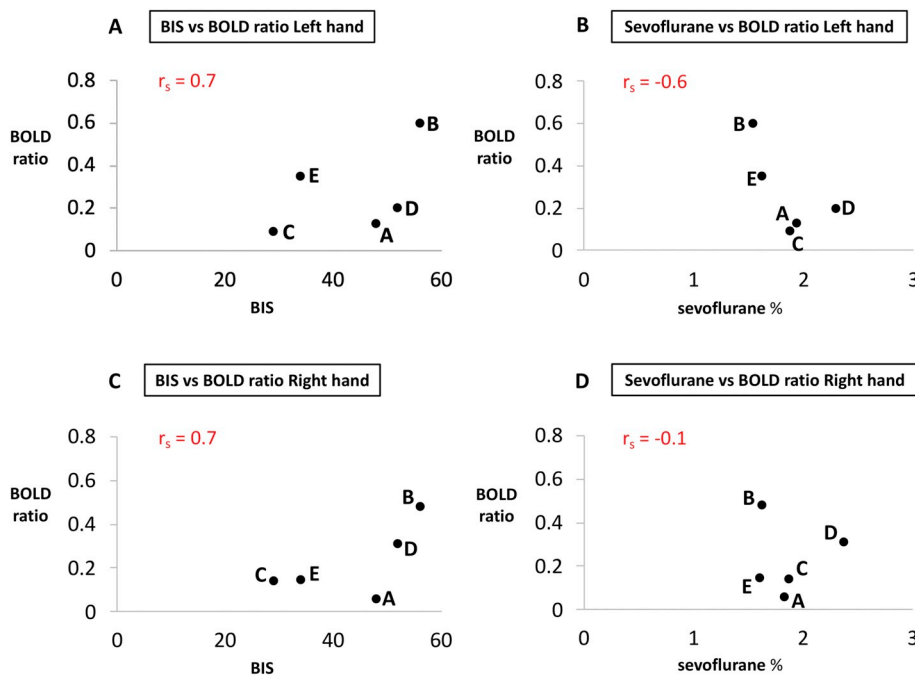 A
BIS vs BOLD ratio Left hand
r_s = 0.7
0.8
0.6
0.4
0.2
0
BOLD
ratio
B
E
D
C
A
0
20
40
60
BIS
B
Sevoflurane vs BOLD ratio Left hand
r_s = -0.6
0.8
0.6
0.4
0.2
0
BOLD
ratio
B
E
A
D
C
0
1
2
3
sevoflurane %
C
BIS vs BOLD ratio Right hand
r_s = 0.7
0.8
0.6
0.4
0.2
0
BOLD
ratio
B
D
C
E
A
0
20
40
60
BIS
D
Sevoflurane vs BOLD ratio Right hand
r_s = -0.1
0.8
0.6
0.4
0.2
0
BOLD
ratio
B
D
C
E
A
0
1
2
3
sevoflurane %